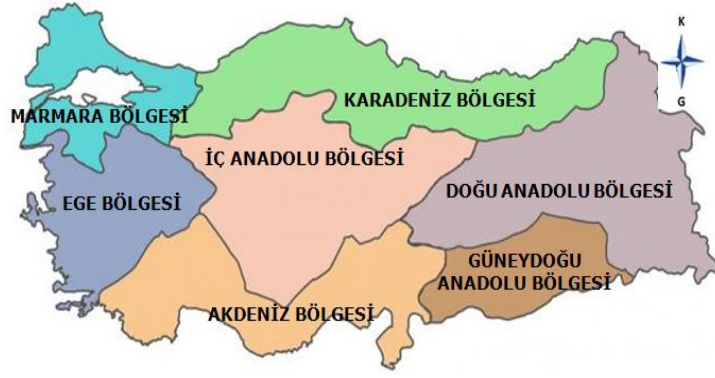 K
G
MARMARA BÖLGESİ
KARADENİZ BÖLGESİ
İÇ ANADOLU BÖLGESİ
EGE BÖLGESİ
DOĞU ANADOLU BÖLGESİ
GÜNEYDOĞU
ANADOLU BÖLGESİ
AKDENİZ BÖLGESİ